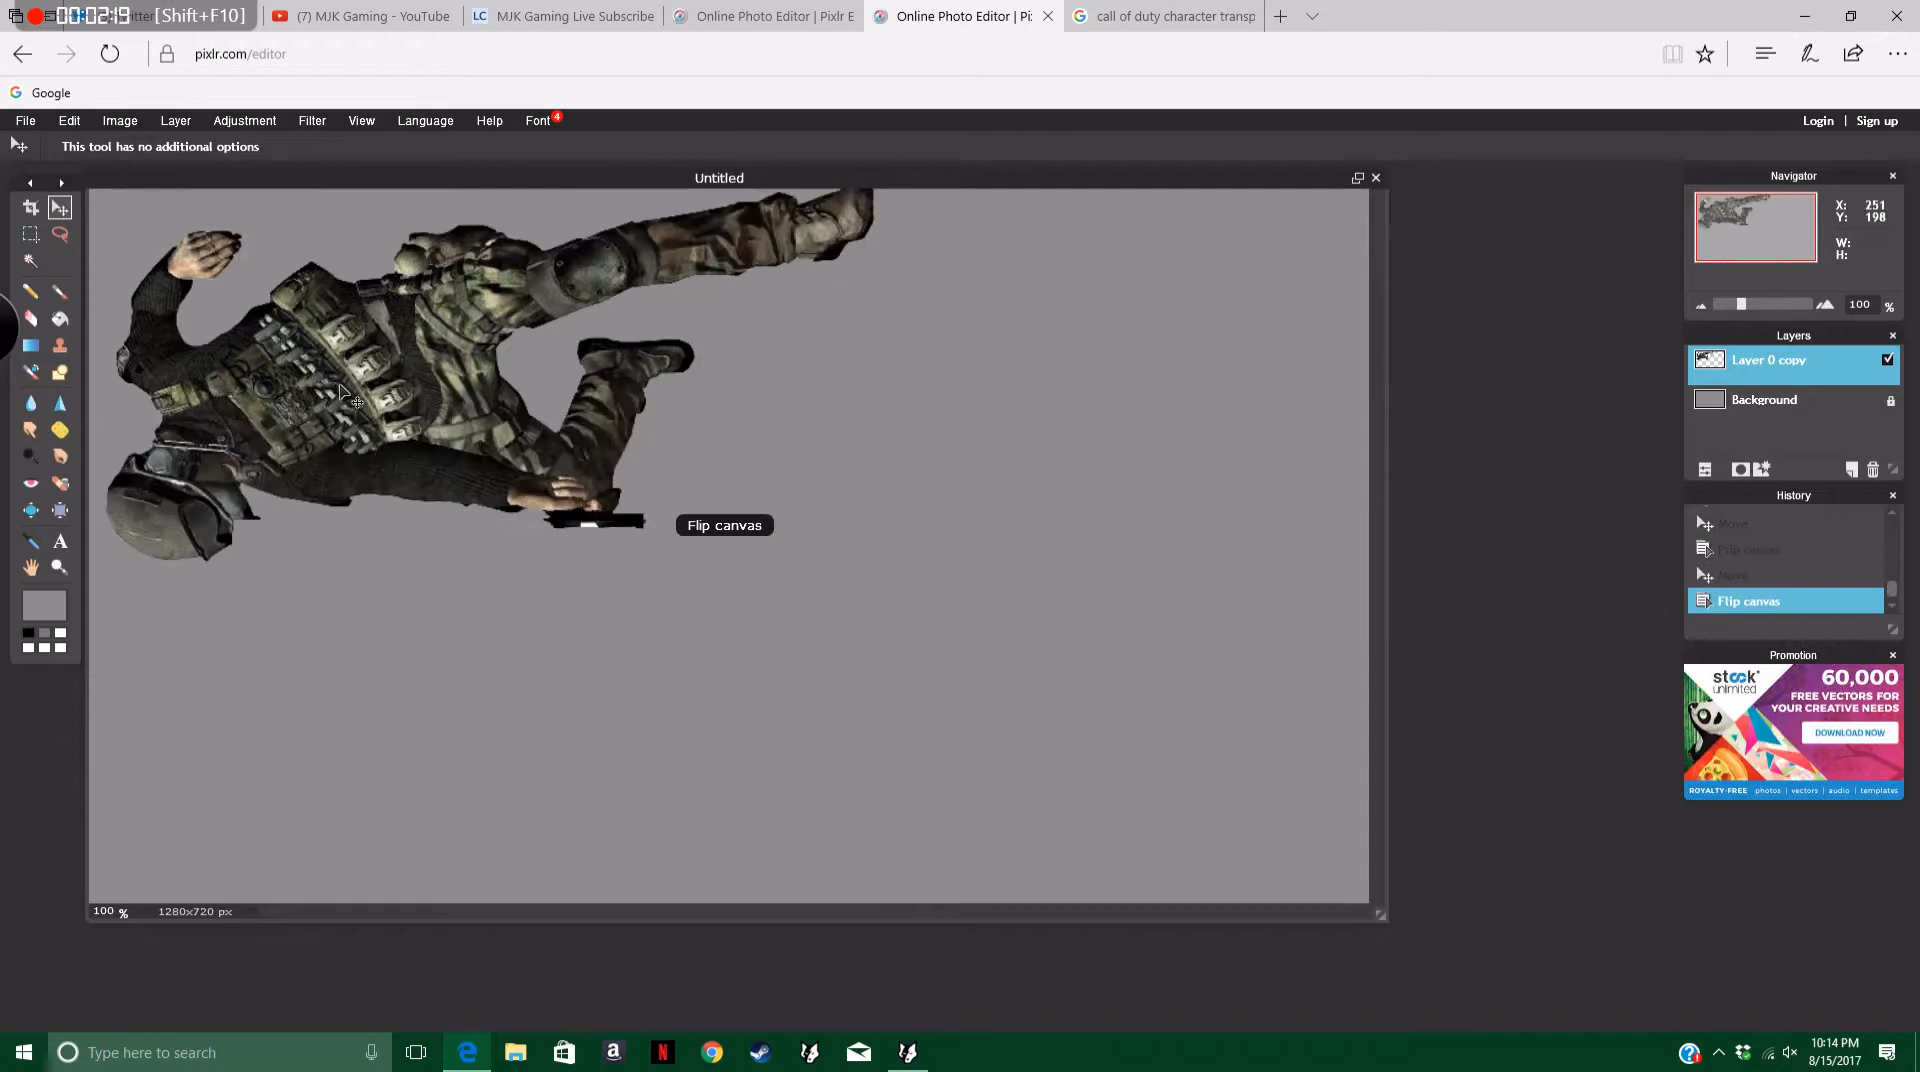 00:02:19 [Shift+F10]
(7) MJK Gaming - YouTube
LC MJK Gaming Live Subscribe
Online Photo Editor | Pixlr E
Online Photo Editor | Pi
call of duty character transp
pixlr.com/editor
Google
File Edit Image Layer Adjustment Filter View Language Help Font 4
Login | Sign up
This tool has no additional options
Untitled
Navigator
X: 251
Y: 198
W:
H:
100 %
Layers
Layer 0 copy
Background
History
Move
Flip canvas
Move
Flip canvas
Flip canvas
Promotion
stock unlimited
60,000
FREE VECTORS FOR
YOUR CREATIVE NEEDS
DOWNLOAD NOW
ROYALTY-FREE photos | vectors | audio | templates
A
100 % 1280x720 px
Type here to search
10:14 PM
8/15/2017